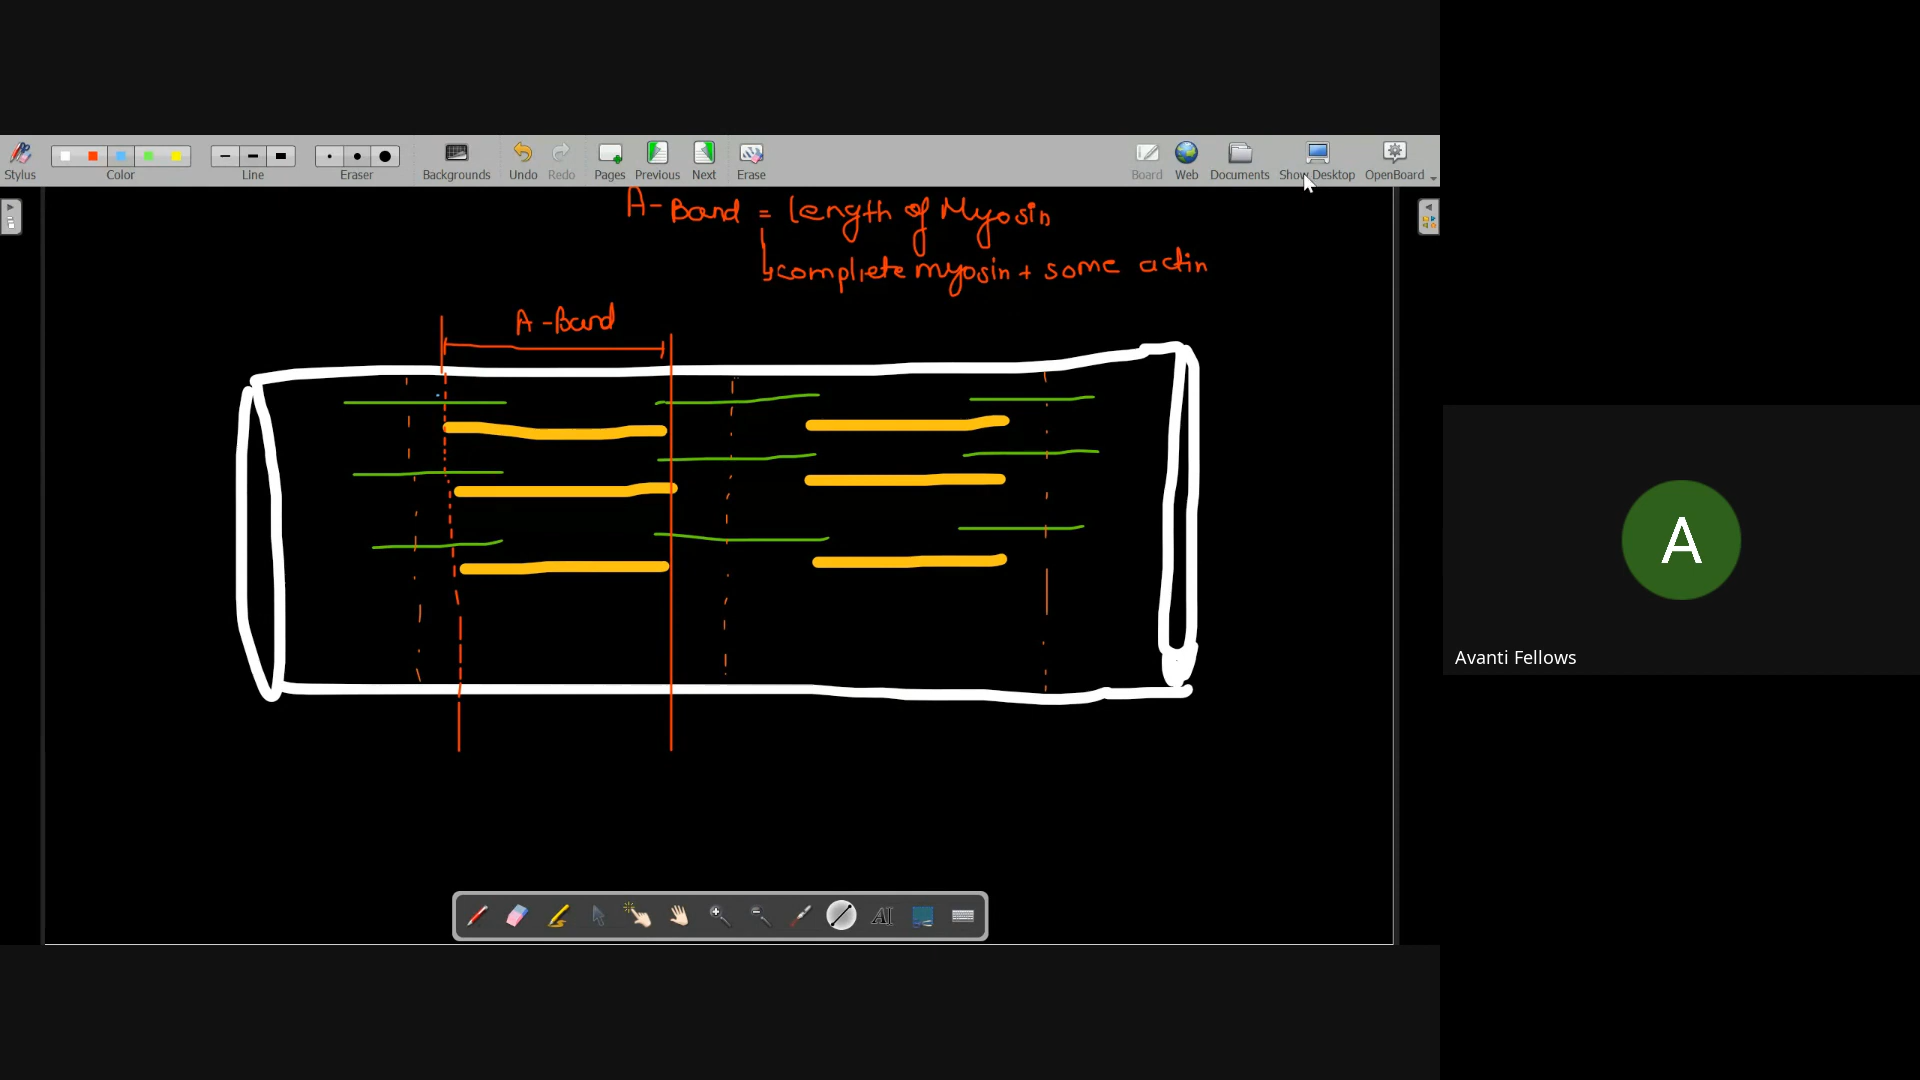 Stylus
Color
Line
Eraser
Backgrounds
Undo
Redo
Pages
Previous
Next
Erase
Board
Web
Documents
Show Desktop
OpenBoard
A-Band = length of Myosin
complete myosin + some actin
A-Band
A
Avanti Fellows
AI